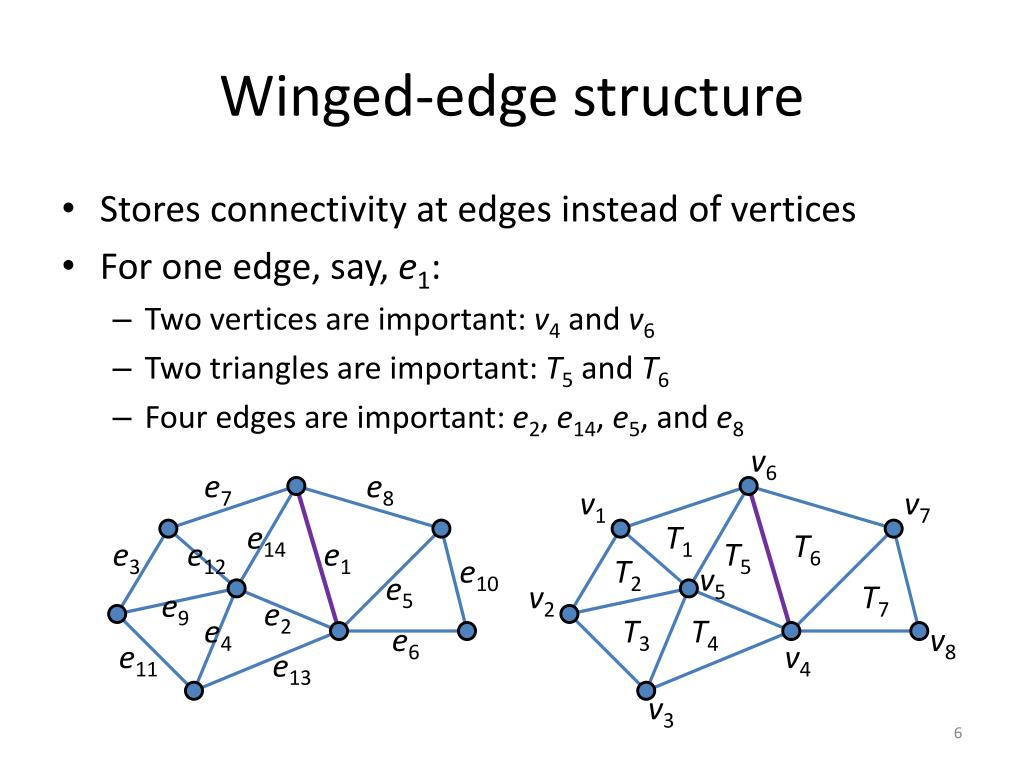 Winged-edge structure
• Stores connectivity at edges instead of vertices
• For one edge, say, e1:
– Two vertices are important: v4 and v6
– Two triangles are important: T5 and T6
– Four edges are important: e2, e14, e5, and e8
e7
e8
e3
e12
e14
e1
e5
e10
e9
e4
e2
e6
e11
e13
v6
v1
v7
T1
T5
T6
T2
v5
v2
T7
T3
T4
v4
v8
v3
6